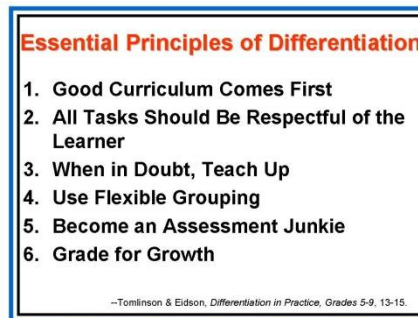 Essential Principles of Differentiation
1. Good Curriculum Comes First
2. All Tasks Should Be Respectful of the
Learner
3. When in Doubt, Teach Up
4. Use Flexible Grouping
5. Become an Assessment Junkie
6. Grade for Growth
--Tomlinson & Eidson, Differentiation in Practice, Grades 5-9, 13-15.